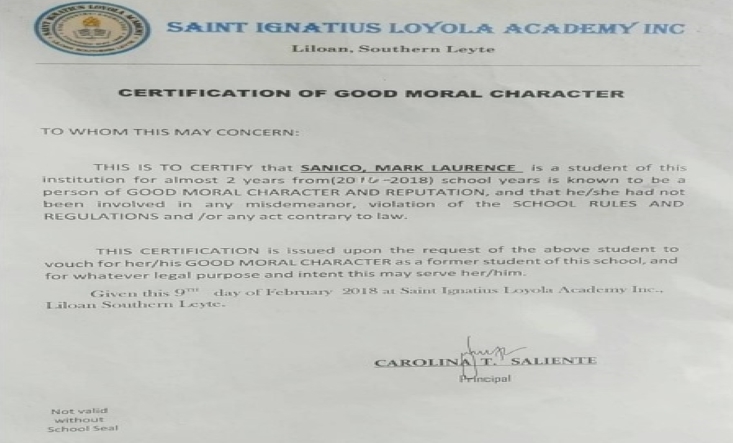 SAINT IGNATIUS LOYOLA ACADEMY
SAINT IGNATIUS LOYOLA ACADEMY INC
Liloan, Southern Leyte
CERTIFICATION OF GOOD MORAL CHARACTER
TO WHOM THIS MAY CONCERN:
THIS IS TO CERTIFY that SANICO, MARK LAURENCE is a student of this
institution for almost 2 years from(20 -2018) school years is known to be a
person of GOOD MORAL CHARACTER AND REPUTATION, and that he/she had not
been involved in any misdemeanor, violation of the SCHOOL RULES AND
REGULATIONS and /or any act contrary to law.
THIS CERTIFICATION is issued upon the request of the above student to
vouch for her/his GOOD MORAL CHARACTER as a former student of this school, and
for whatever legal purpose and intent this may serve her/him.
Given this 9TH day of February 2018 at Saint Ignatius Loyola Academy Inc.,
Liloan Southern Leyte.
CAROLINA T. SALIENTE
Principal
Not valid
without
School Seal